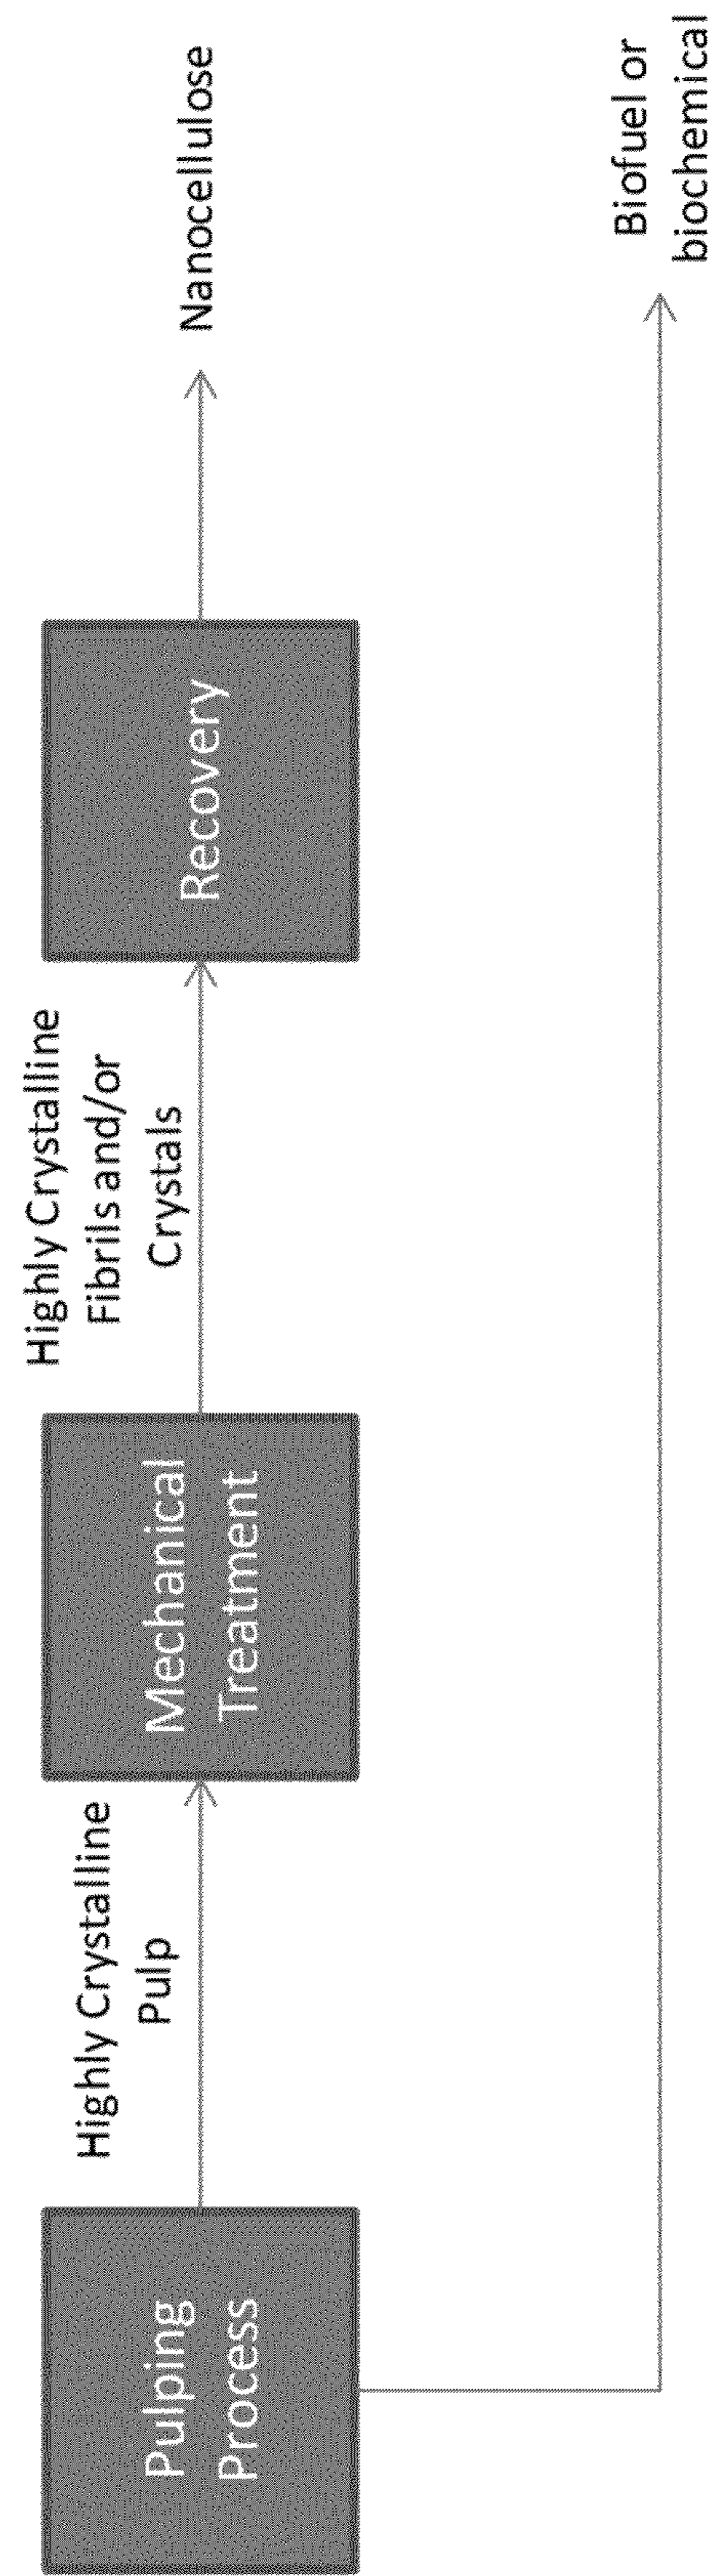 Pulping
Process
Highly Crystalline
Pulp
Mechanical
Treatment
Highly Crystalline
Fibrils and/or
Crystals
Recovery
Nanocellulose
Biofuel or
biochemical